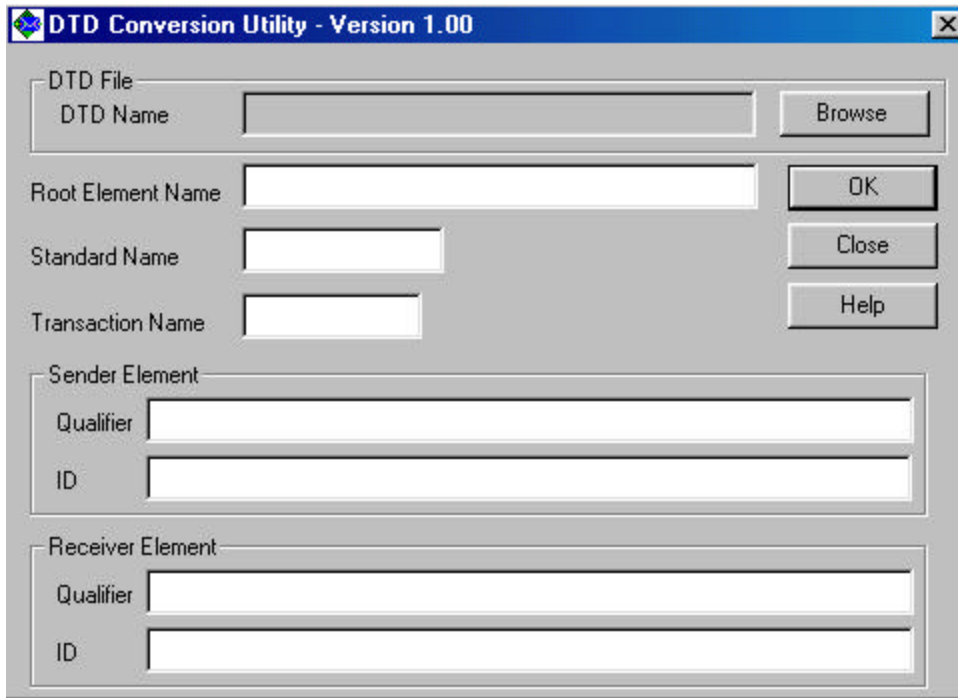 DTD Conversion Utility - Version 1.00
DTD File
DTD Name
Browse
Root Element Name
OK
Standard Name
Close
Transaction Name
Help
Sender Element
Qualifier
ID
Receiver Element
Qualifier
ID